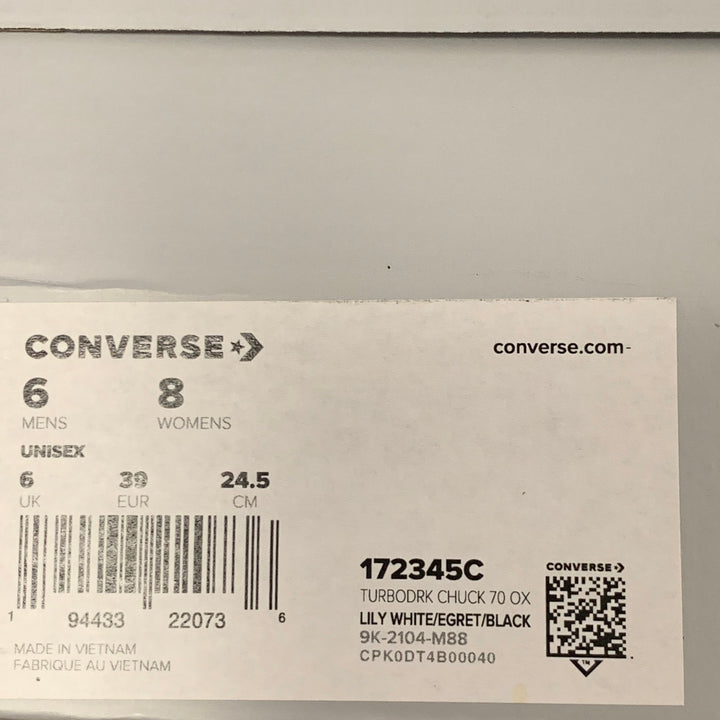 CONVERSE
converse.com
6 8
MENS WOMENS
UNISEX
6 39 24.5
UK EUR CM
1 94433 22073 6
MADE IN VIETNAM
FABRIQUE AU VIETNAM
172345C
TURBODRK CHUCK 70 OX
LILY WHITE/EGRET/BLACK
9K-2104-M88
CPK0DT4B00040
CONVERSE
TM